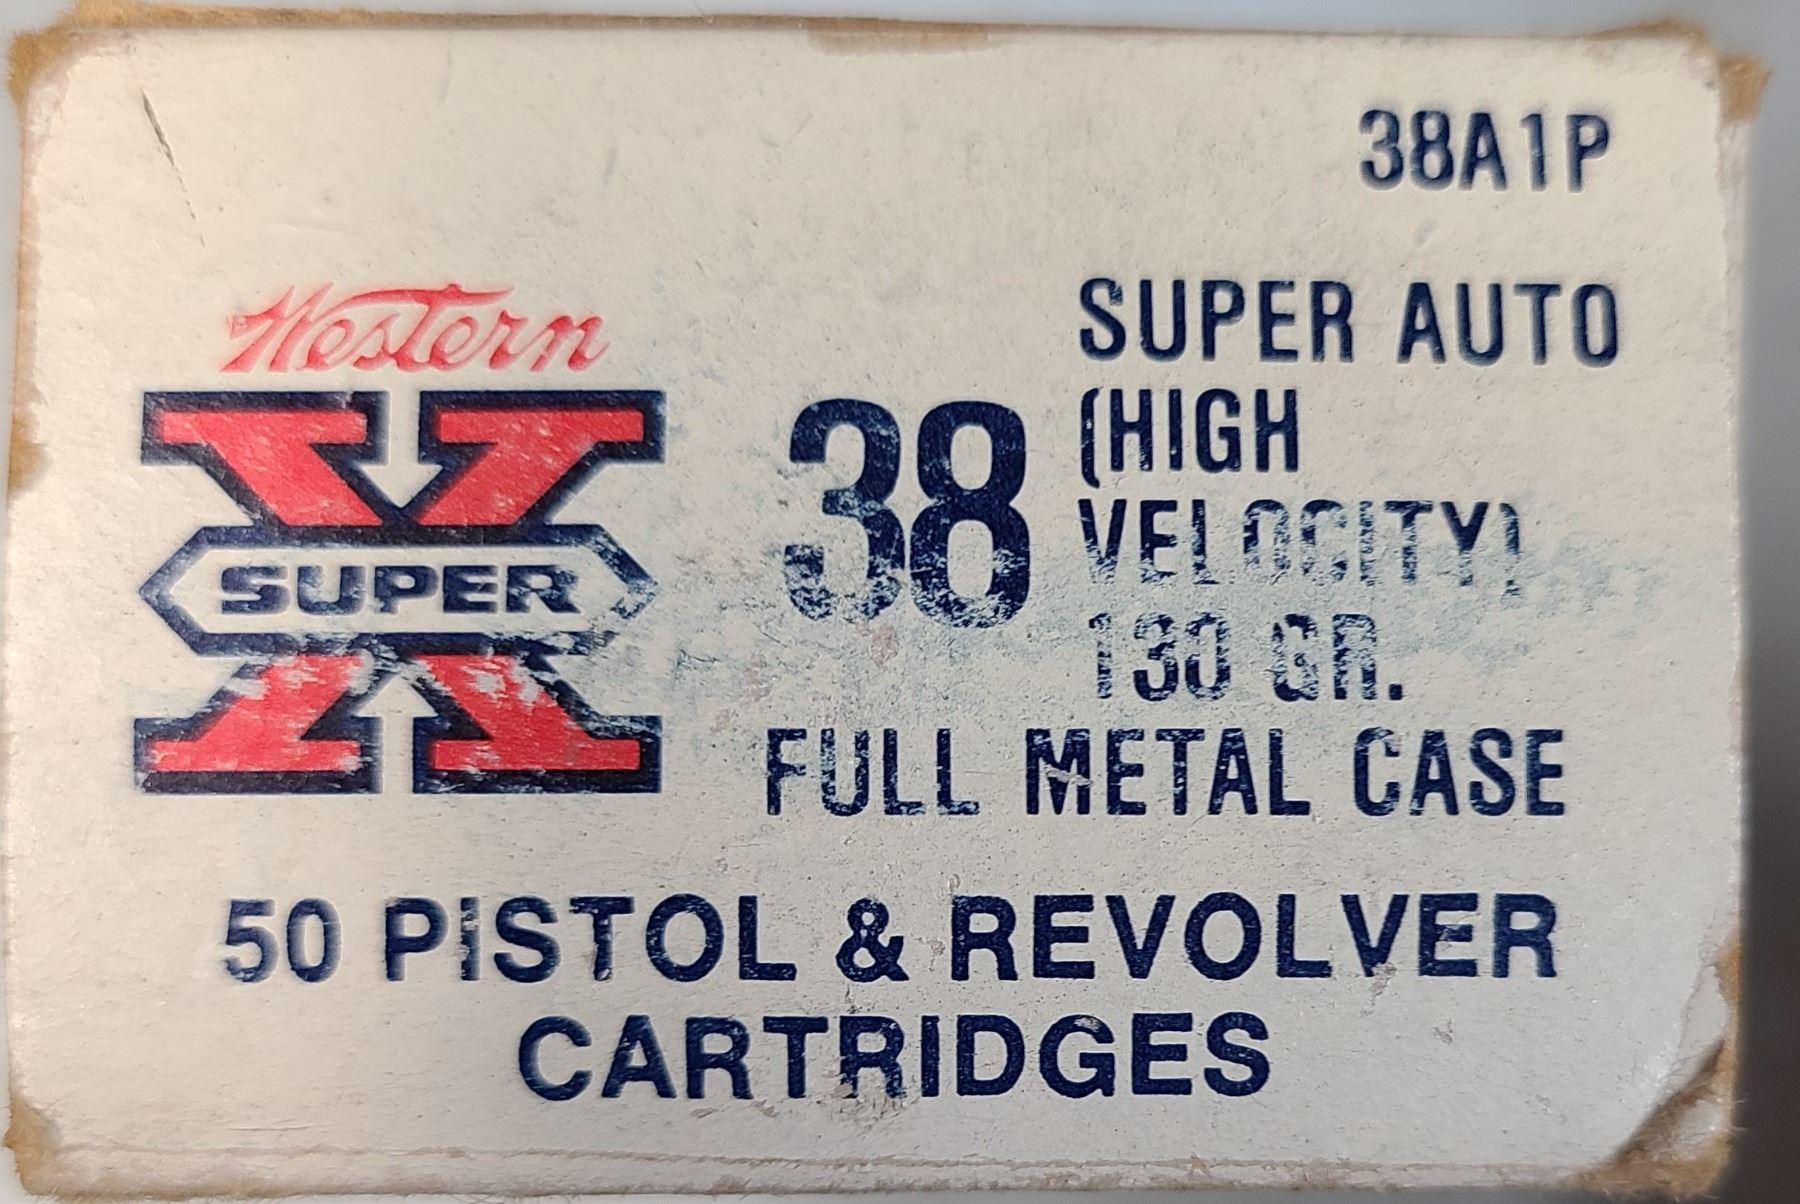 38A1P
Western
SUPER X
38
SUPER AUTO
(HIGH
VELOCITY)
130 GR.
FULL METAL CASE
50 PISTOL & REVOLVER
CARTRIDGES